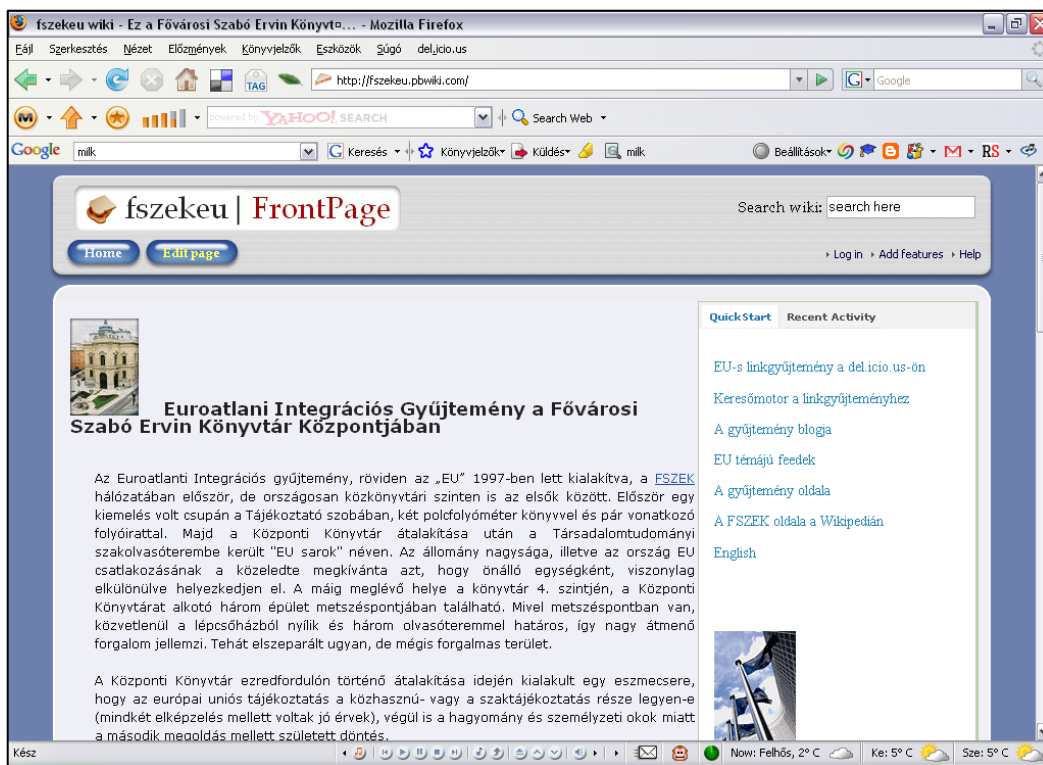 fszekeu wiki - Ez a Fővárosi Szabó Ervin Könyvt¤... - Mozilla Firefox
Fájl Szerkesztés Nézet Előzmények Könyvjelzők Eszközök Súgó del.icio.us
TAG http://fszekeu.pbwiki.com/ G Google
M powered by YAHOO! SEARCH Search Web
Google milk G Keresés Könyvjelzők Küldés milk Beállítások RS
fszekeu | FrontPage
Search wiki: search here
Home Edit page
Log in Add features Help
QuickStart Recent Activity
EU-s linkgyűjtemény a del.icio.us-ön
Keresőmotor a linkgyűjteményhez
A gyűjtemény blogja
EU témájú feedek
A gyűjtemény oldala
A FSZEK oldala a Wikipedián
English
Euroatlani Integrációs Gyűjtemény a Fővárosi
Szabó Ervin Könyvtár Központjában
Az Euroatlanti Integrációs gyűjtemény, röviden az „EU” 1997-ben lett kialakítva, a FSZEK
hálózatában először, de országosan közkönyvtári szinten is az elsők között. Először egy
kiemelés volt csupán a Tájékoztató szobában, két polcfolyóméter könyvvel és pár vonatkozó
folyóirattal. Majd a Központi Könyvtár átalakítása után a Társadalomtudományi
szakolvasóterembe került "EU sarok" néven. Az állomány nagysága, illetve az ország EU
csatlakozásának a közeledte megkívánta azt, hogy önálló egységként, viszonylag
elkülönülve helyezkedjen el. A máig meglévő helye a könyvtár 4. szintjén, a Központi
Könyvtárat alkotó három épület metszéspontjában található. Mivel metszéspontban van,
közvetlenül a lépcsőházból nyílik és három olvasóteremmel határos, így nagy átmenő
forgalom jellemzi. Tehát elszeparált ugyan, de mégis forgalmas terület.
A Központi Könyvtár ezredfordulón történő átalakítása idején kialakult egy eszmecsere,
hogy az európai uniós tájékoztatás a közhasznú- vagy a szaktájékoztatás része legyen-e
(mindkét elképzelés mellett voltak jó érvek), végül is a hagyomány és személyzeti okok miatt
a második megoldás mellett született döntés.
Kész Now: Felhős, 2° C Ke: 5° C Sze: 5° C